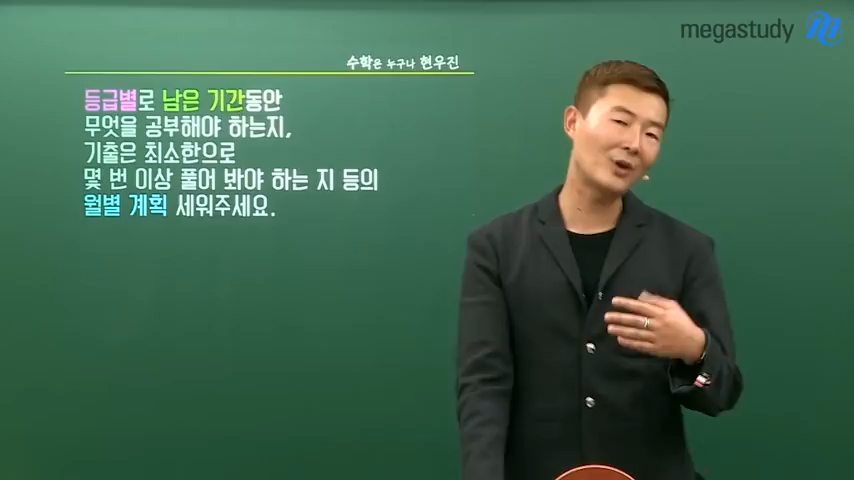 megastudy
수학은 누구나 현우진
등급별로 남은 기간동안
무엇을 공부해야 하는지,
기출은 최소한으로
몇 번 이상 풀어 봐야 하는 지 등의
월별 계획 세워주세요.